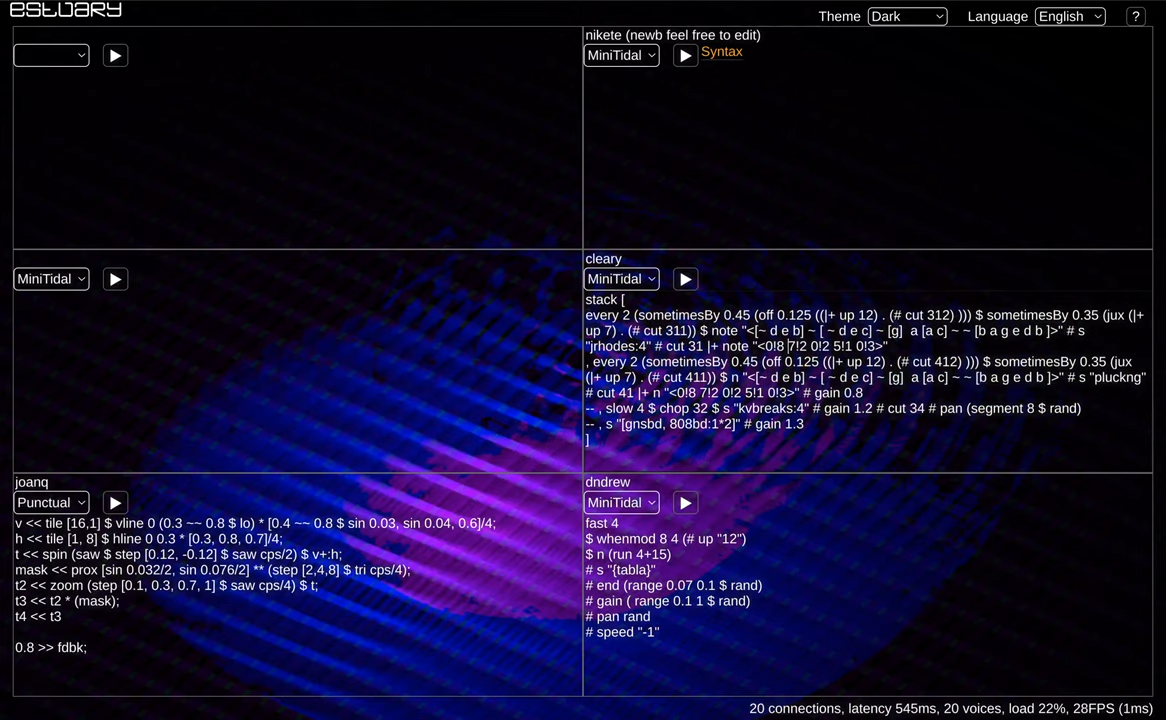 estuary
Theme Dark Language English ?
nikete (newb feel free to edit)
MiniTidal Syntax
MiniTidal
cleary
MiniTidal
stack [
every 2 (sometimesBy 0.45 (off 0.125 ((|+ up 12) . (# cut 312) ))) $ sometimesBy 0.35 (jux (|+
up 7) . (# cut 311)) $ note "<[~ d e b] ~ [ ~ d e c] ~ [g]  a [a c] ~ ~ [b a g e d b ]>" # s
"jrhodes:4" # cut 31 |+ note "<0!8 7!2 0!2 5!1 0!3>"
, every 2 (sometimesBy 0.45 (off 0.125 ((|+ up 12) . (# cut 412) ))) $ sometimesBy 0.35 (jux
(|+ up 7) . (# cut 411)) $ n "<[~ d e b] ~ [ ~ d e c] ~ [g]  a [a c] ~ ~ [b a g e d b ]>" # s "pluckng"
# cut 41 |+ n "<0!8 7!2 0!2 5!1 0!3>" # gain 0.8
-- , slow 4 $ chop 32 $ s "kvbreaks:4" # gain 1.2 # cut 34 # pan (segment 8 $ rand)
-- , s "[gnsbd, 808bd:1*2]" # gain 1.3
]
joanq
Punctual
v << tile [16,1] $ vline 0 (0.3 ~~ 0.8 $ lo) * [0.4 ~~ 0.8 $ sin 0.03, sin 0.04, 0.6]/4;
h << tile [1, 8] $ hline 0 0.3 * [0.3, 0.8, 0.7]/4;
t << spin (saw $ step [0.12, -0.12] $ saw cps/2) $ v+:h;
mask << prox [sin 0.032/2, sin 0.076/2] ** (step [2,4,8] $ tri cps/4);
t2 << zoom (step [0.1, 0.3, 0.7, 1] $ saw cps/4) $ t;
t3 << t2 * (mask);
t4 << t3
0.8 >> fdbk;
dndrew
MiniTidal
fast 4
$ whenmod 8 4 (# up "12")
$ n (run 4+15)
# s "{tabla}"
# end (range 0.07 0.1 $ rand)
# gain ( range 0.1 1 $ rand)
# pan rand
# speed "-1"
20 connections, latency 545ms, 20 voices, load 22%, 28FPS (1ms)